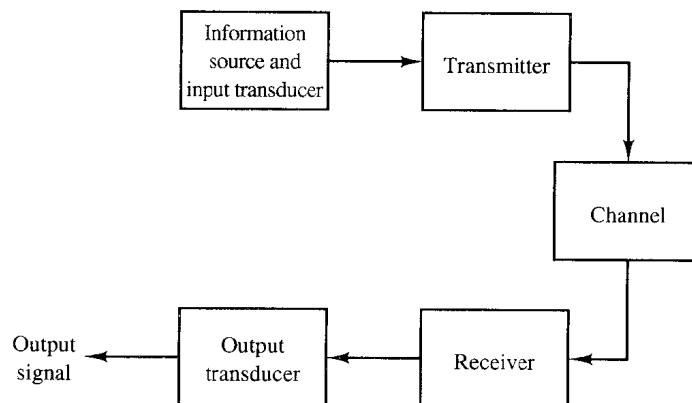 Information
source and
input transducer
Transmitter
Channel
Receiver
Output
transducer
Output
signal